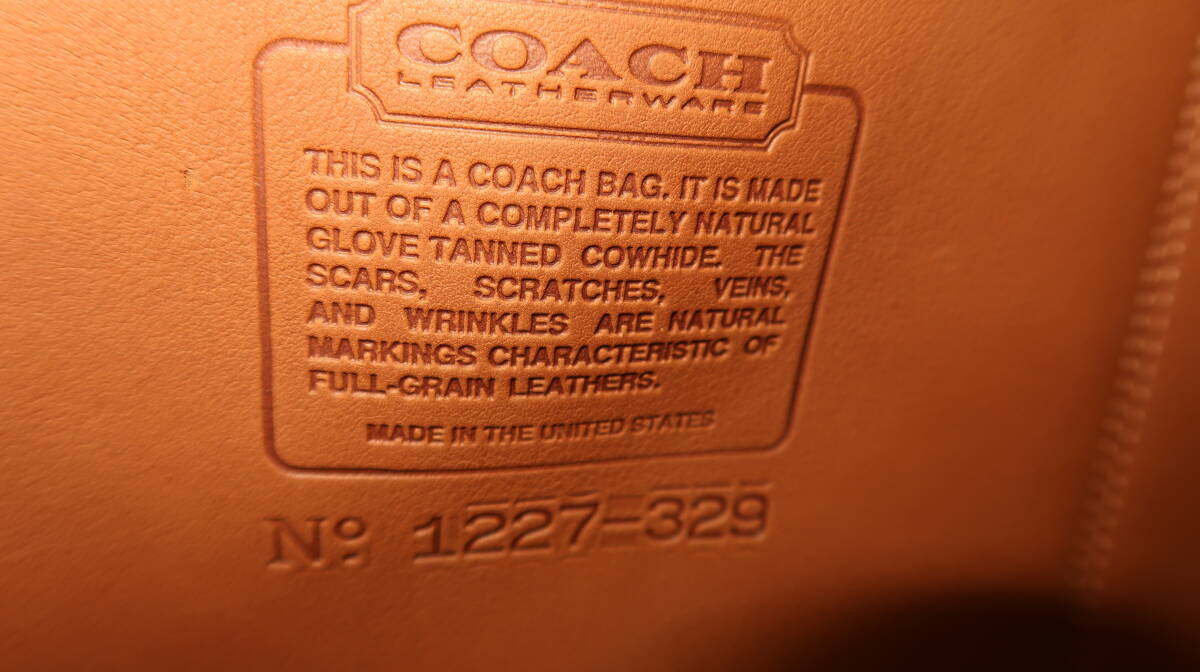 COACH
LEATHERWARE
THIS IS A COACH BAG. IT IS MADE
OUT OF A COMPLETELY NATURAL
GLOVE TANNED COWHIDE. THE
SCARS, SCRATCHES, VEINS,
AND WRINKLES ARE NATURAL
MARKINGS CHARACTERISTIC OF
FULL-GRAIN LEATHERS.
MADE IN THE UNITED STATES
No: 1227-329